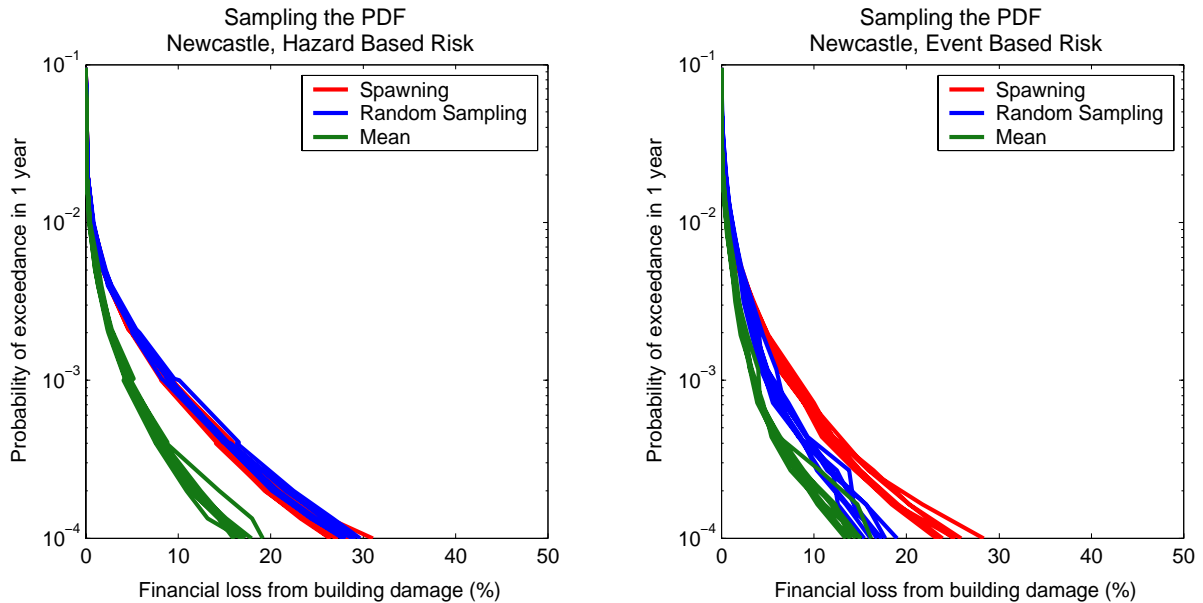 Sampling the PDF
Newcastle, Hazard Based Risk
10⁻¹
10⁻²
10⁻³
10⁻⁴
Probability of exceedance in 1 year
Spawning
Random Sampling
Mean
0 10 20 30 40 50
Financial loss from building damage (%)
Sampling the PDF
Newcastle, Event Based Risk
10⁻¹
10⁻²
10⁻³
10⁻⁴
Probability of exceedance in 1 year
Spawning
Random Sampling
Mean
0 10 20 30 40 50
Financial loss from building damage (%)